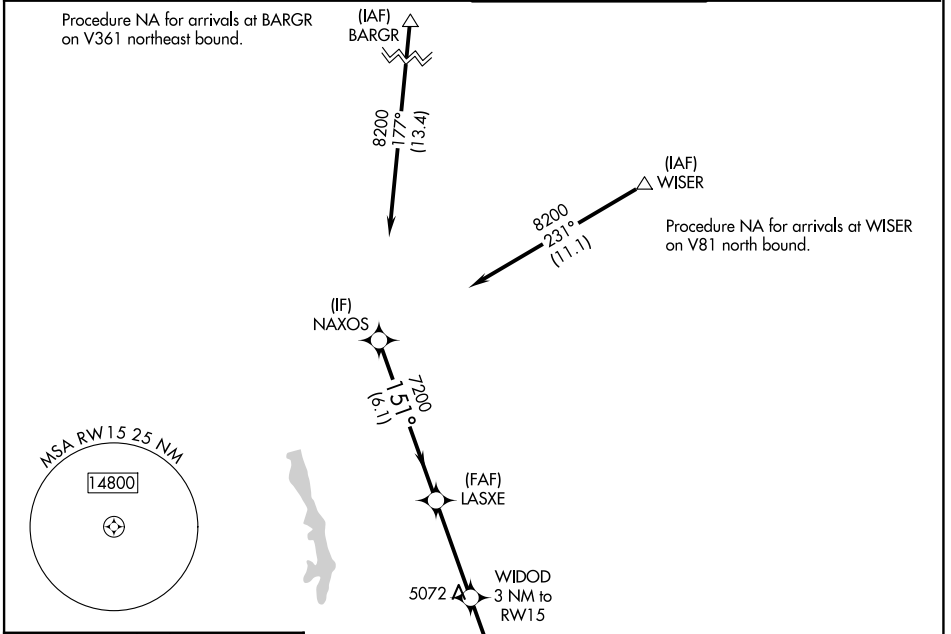 Procedure NA for arrivals at BARGR
on V361 northeast bound.
(IAF)
BARGR
8200
177°
(13.4)
(IAF)
WISER
8200
231°
(11.1)
Procedure NA for arrivals at WISER
on V81 north bound.
(IF)
NAXOS
7200
151°
(6.1)
MSA RW15 25 NM
14800
(FAF)
LASXE
5072
WIDOD
3 NM to
RW15